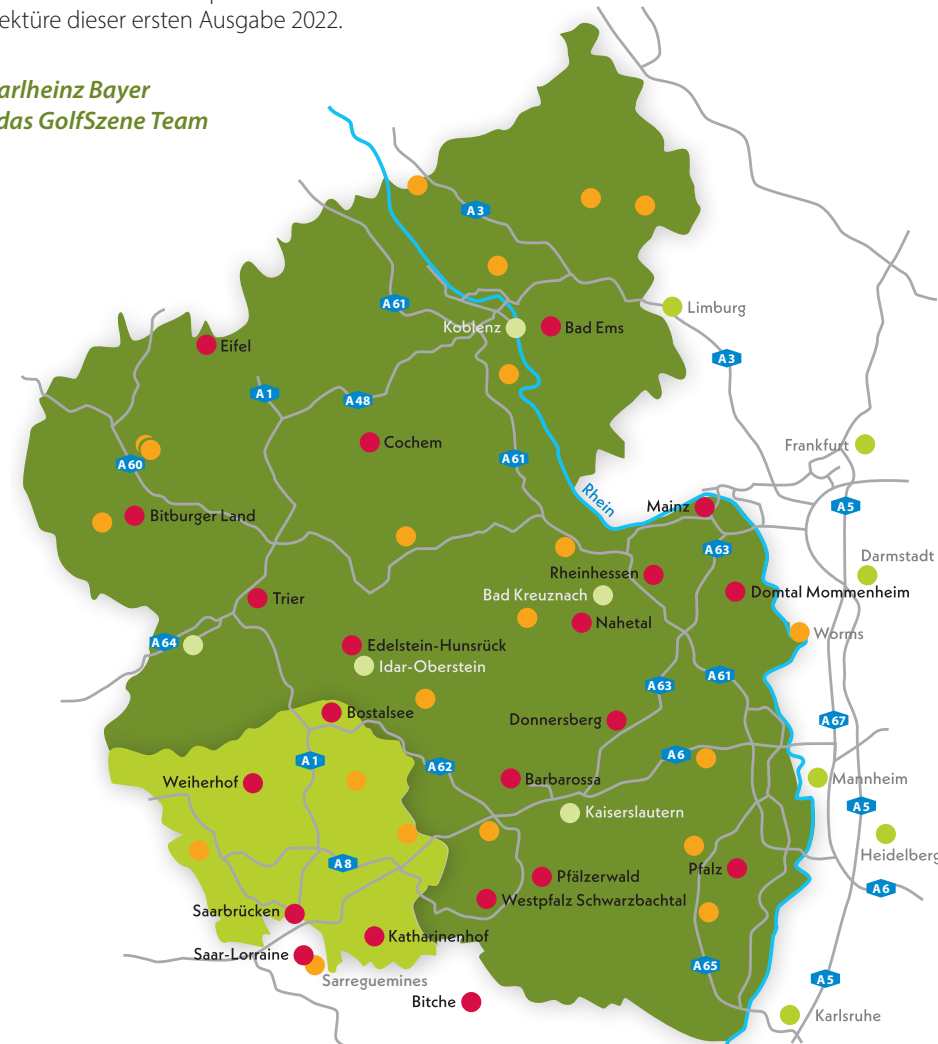 ektüre dieser ersten Ausgabe 2022.
arlheinz Bayer
das GolfSzene Team
A3
A61
Limburg
Koblenz
Bad Ems
Eifel
A3
A1
A48
Frankfurt
Cochem
A61
A60
Rhein
Mainz
A5
Bitburger Land
A63
Darmstadt
Rheinhessen
Domtal Mommenheim
Bad Kreuznach
Trier
Nahetal
Worms
A64
Edelstein-Hunsrück
Idar-Oberstein
A61
A63
Bostalsee
Donnersberg
A67
A6
A1
A62
Weiherhof
Barbarossa
Mannheim
A5
Kaiserslautern
Heidelberg
A8
Pfalz
Pfälzerwald
A6
Westpfalz Schwarzbachtal
Saarbrücken
Katharinenhof
Saar-Lorraine
A65
Sarreguemines
A5
Bitche
Karlsruhe